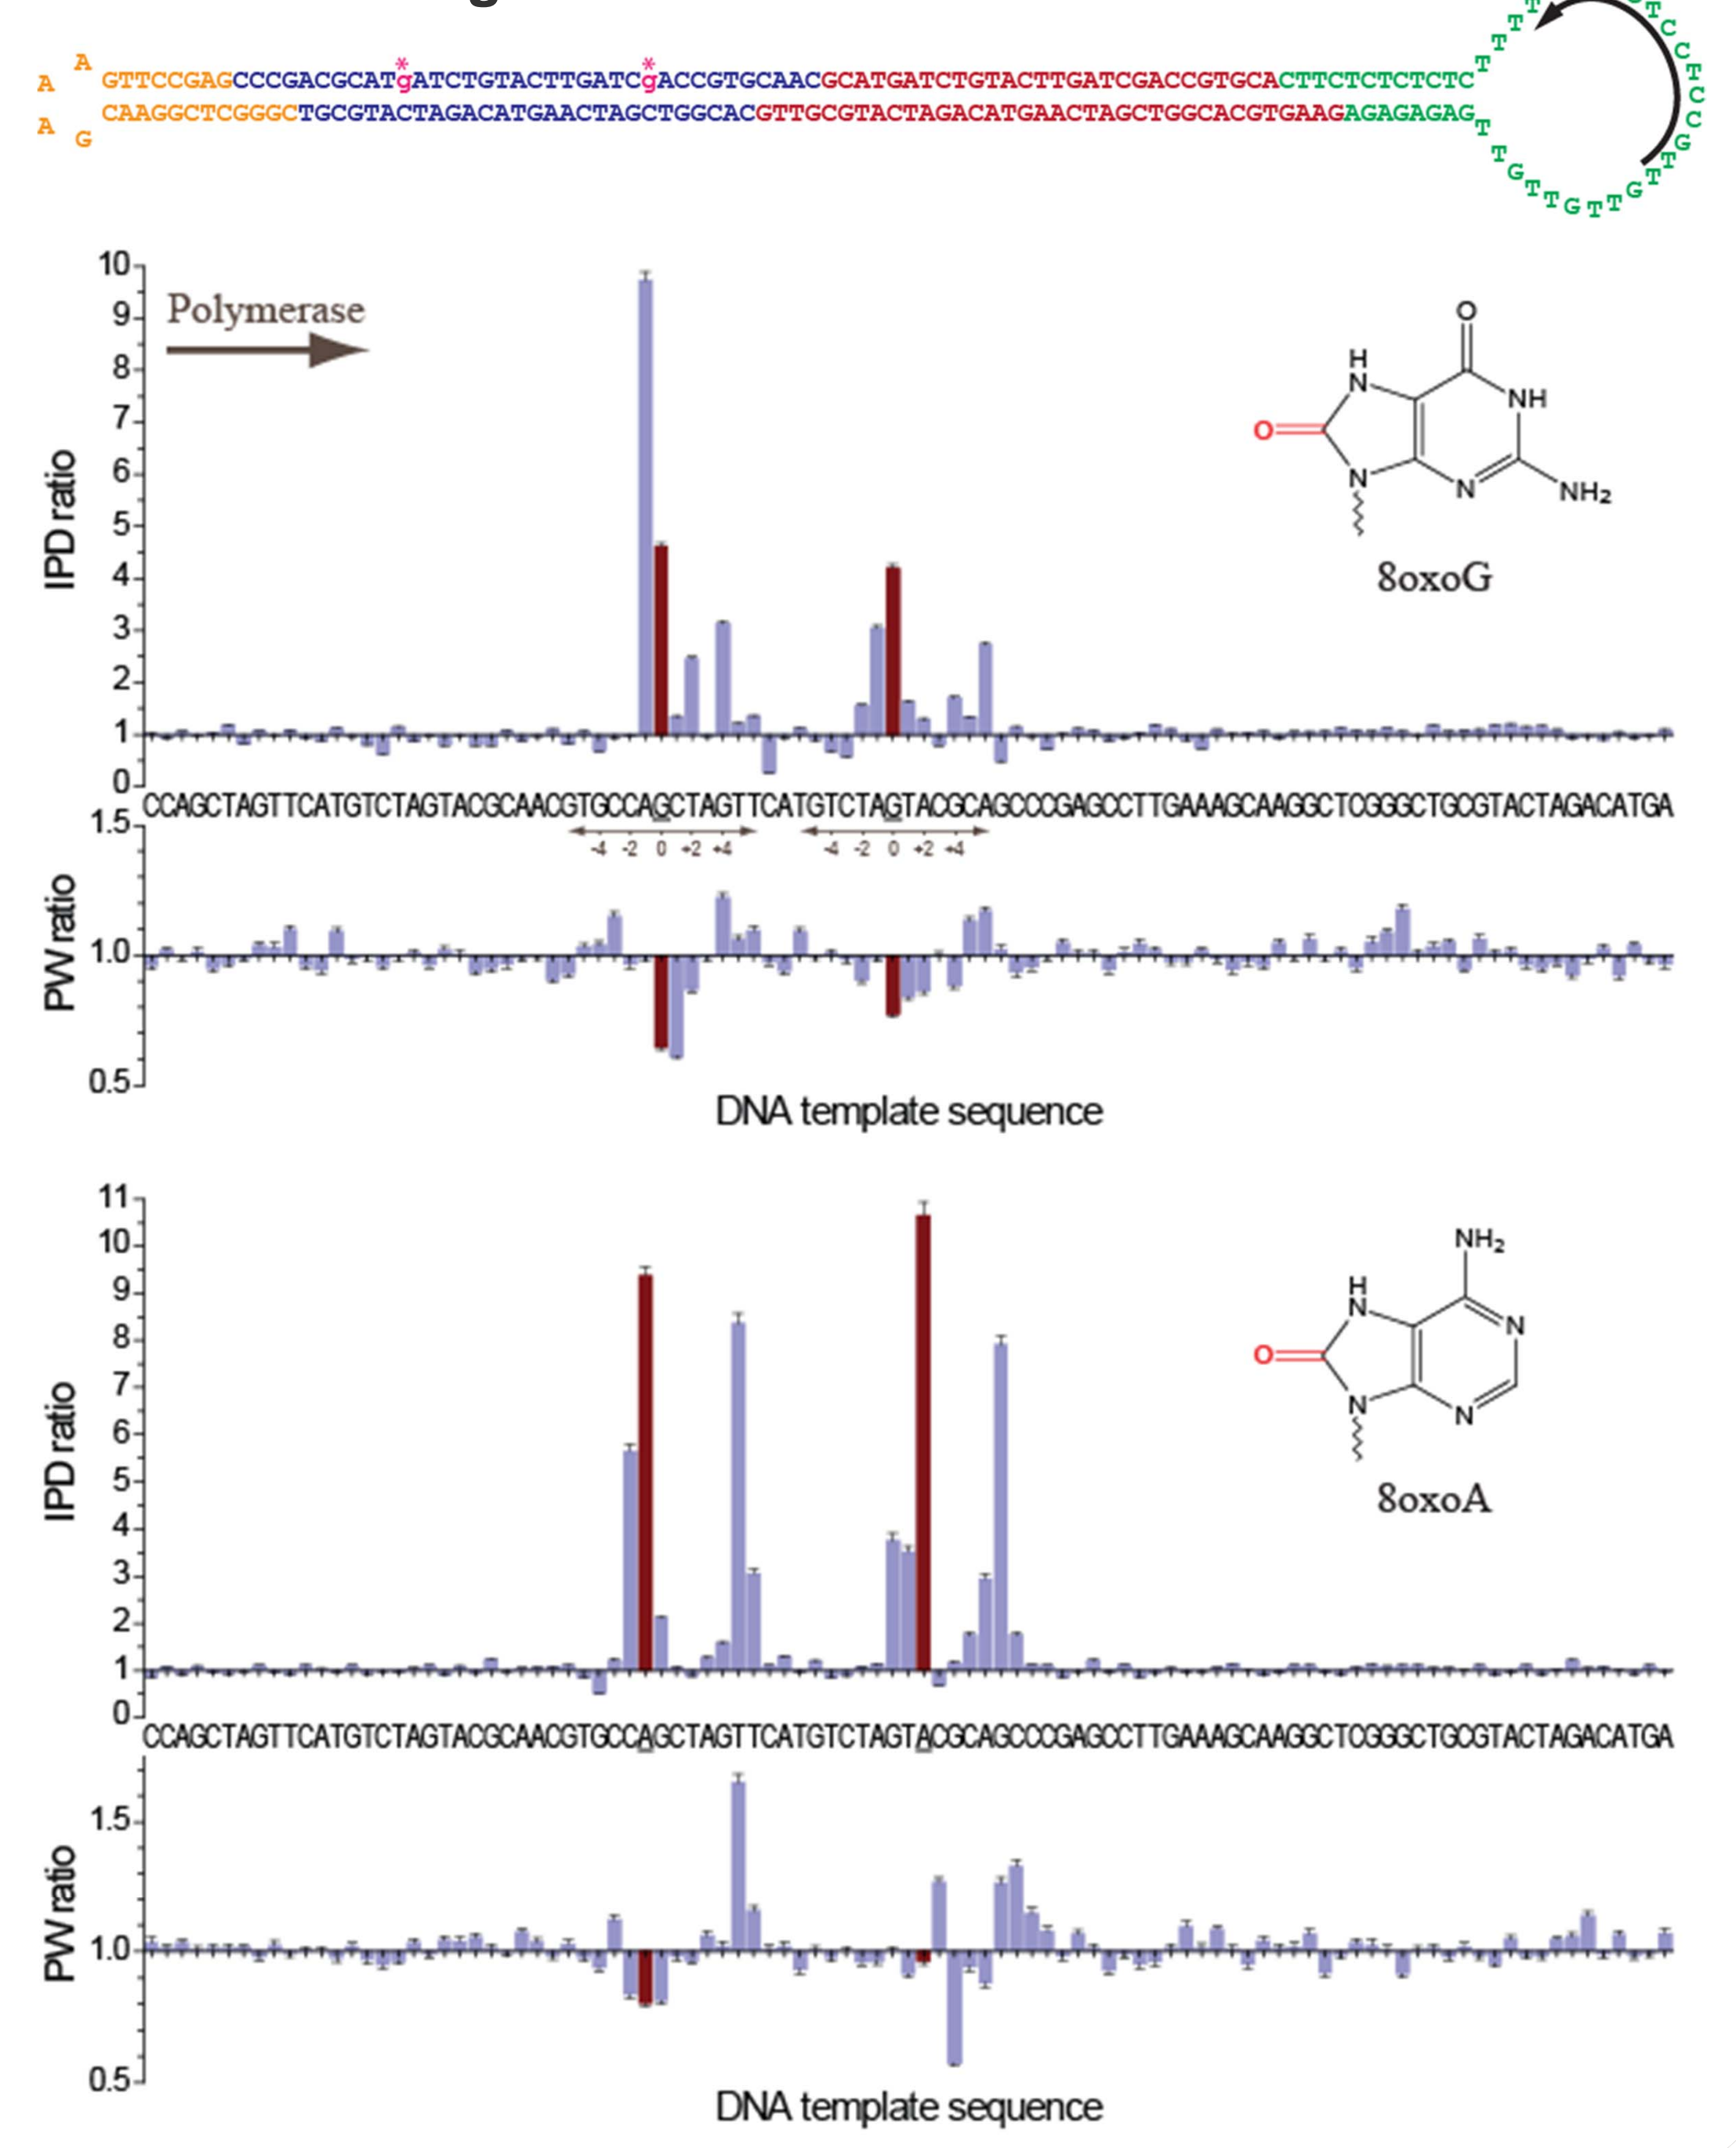 * *
A A GTTCCGAGCCCGACGCATgATCTGTACTTGATCgACCGTGCAACGCATGATCTGTACTTGATCGACCGTGCACTTCTCTCTCTC
A G CAAGGCTCGGGCTGCGTACTAGACATGAACTAGCTGGCACGTTGCGTACTAGACATGAACTAGCTGGCACGTGAAGAGAGAGAG
T T T T
T C C T C C G T T G T T G T T G T T
Polymerase
IPD ratio
10
9
8
7
6
5
4
3
2
1
0
O
H
N
NH
O
N
N
NH2
8oxoG
CCAGCTAGTTCATGTCTAGTACGCAACGTGCCAGCTAGTTCATGTCTAGTACGCAGCCCGAGCCTTGAAAGCAAGGCTCGGGCTGCGTACTAGACATGA
-4 -2 0 +2 +4 -4 -2 0 +2 +4
PW ratio
1.5
1.0
0.5
DNA template sequence
IPD ratio
11
10
9
8
7
6
5
4
3
2
1
0
NH2
H
N
N
O
N
N
8oxoA
CCAGCTAGTTCATGTCTAGTACGCAACGTGCCAGCTAGTTCATGTCTAGTACGCAGCCCGAGCCTTGAAAGCAAGGCTCGGGCTGCGTACTAGACATGA
PW ratio
1.5
1.0
0.5
DNA template sequence